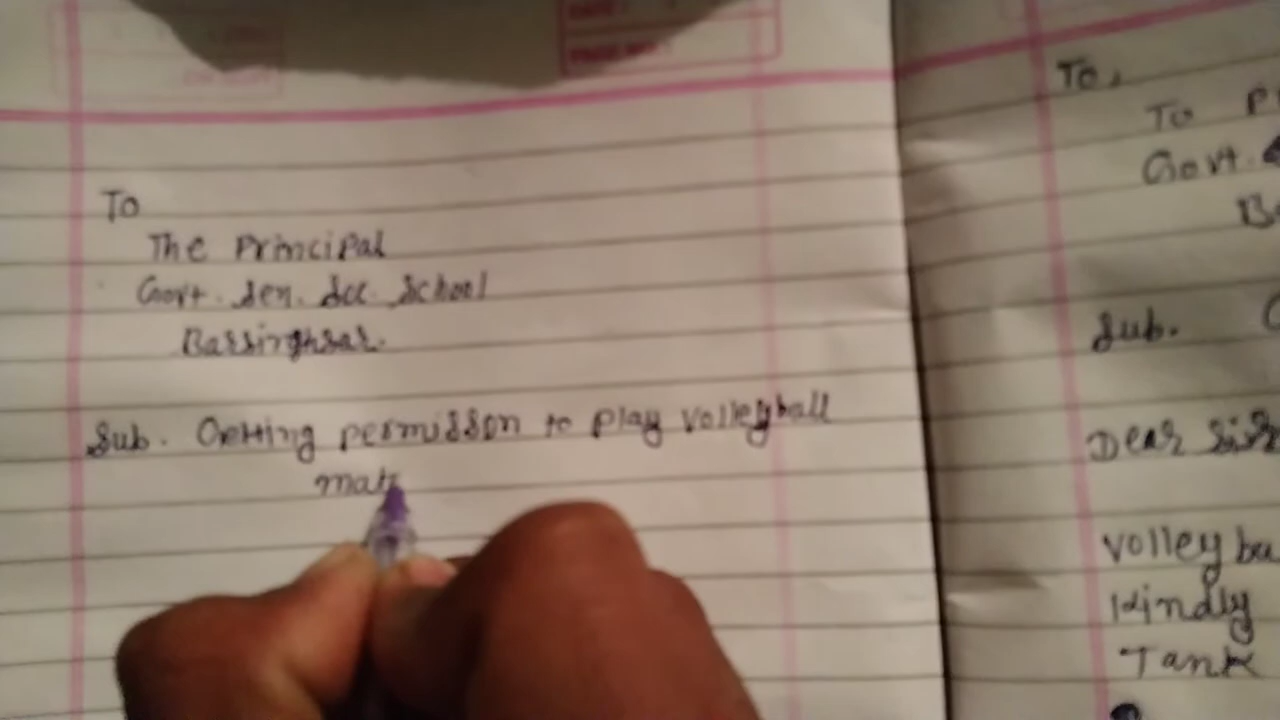 To
The Principal
Govt. Sen. Sec. School
Barsinghsar.
Sub. Getting permisson to play volleyball
mat
To,
To
Govt.
Sub.
Dear Sir
volley ba
Kindly
Tank